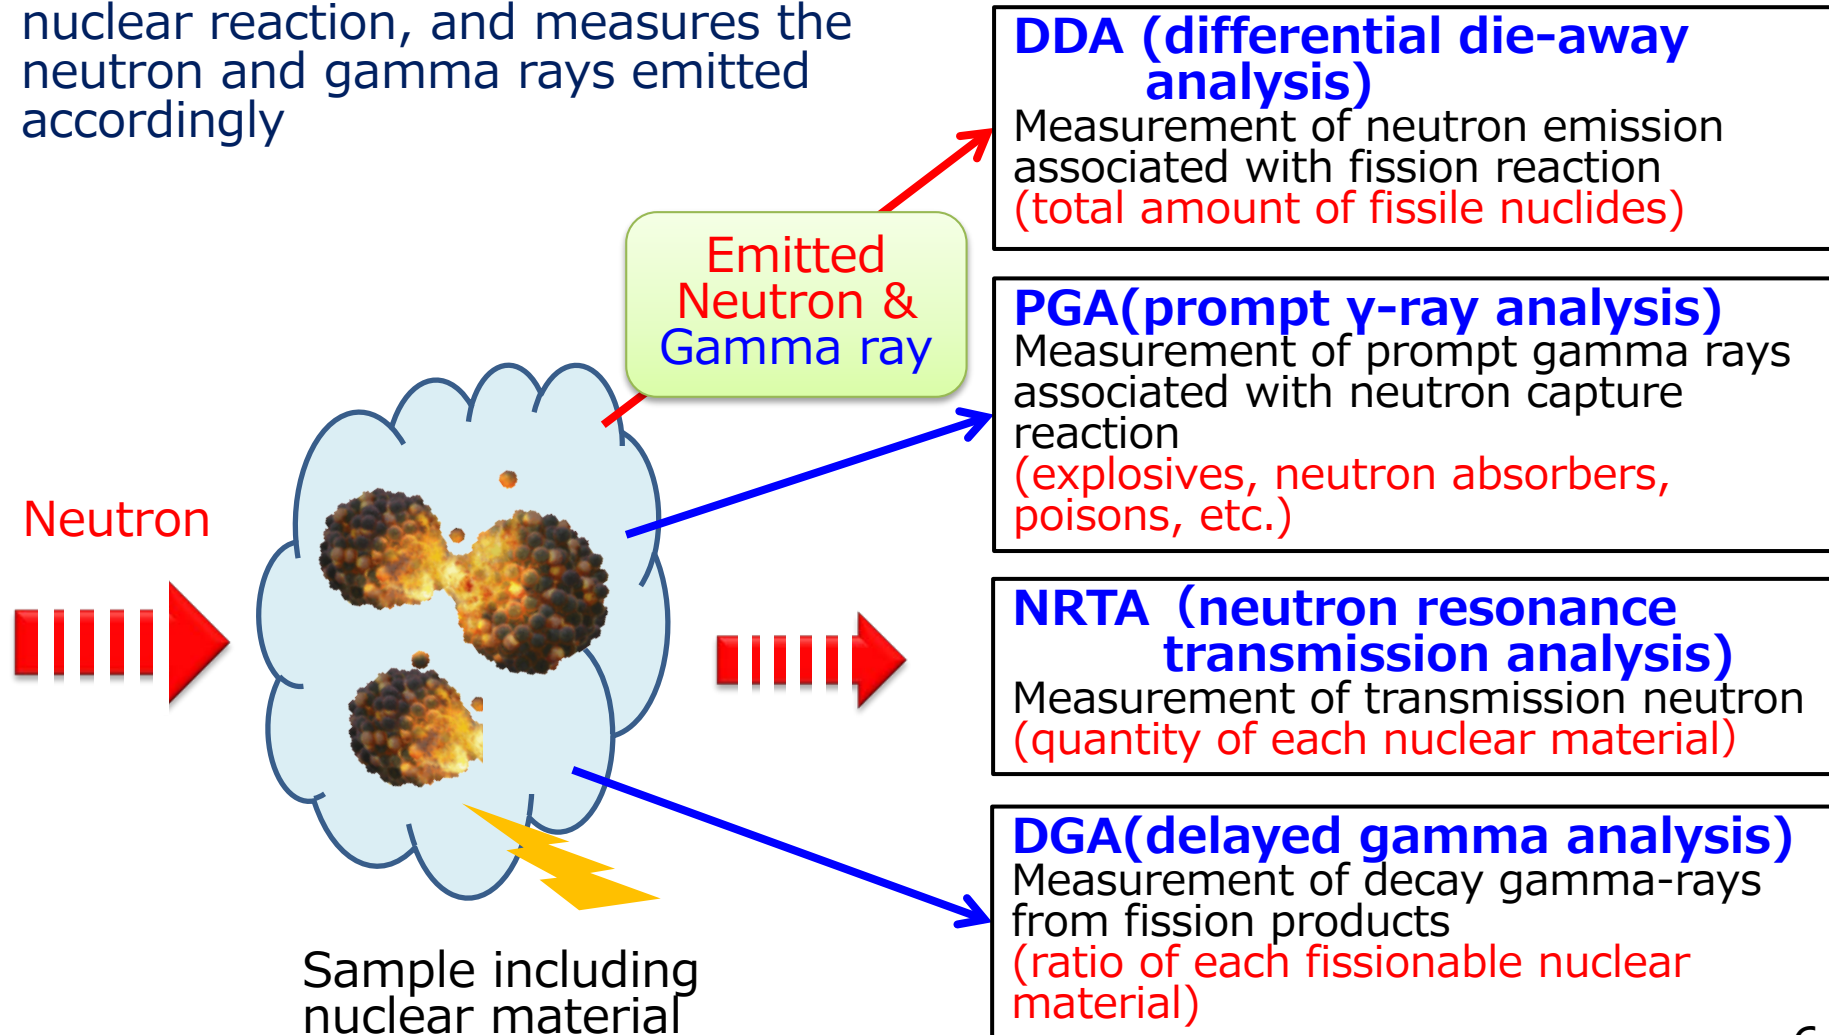 nuclear reaction, and measures the
neutron and gamma rays emitted
accordingly
Emitted
Neutron &
Gamma ray
Neutron
Sample including
nuclear material
DDA (differential die-away
analysis)
Measurement of neutron emission
associated with fission reaction
(total amount of fissile nuclides)
PGA(prompt γ-ray analysis)
Measurement of prompt gamma rays
associated with neutron capture
reaction
(explosives, neutron absorbers,
poisons, etc.)
NRTA（neutron resonance
transmission analysis)
Measurement of transmission neutron
(quantity of each nuclear material）
DGA(delayed gamma analysis)
Measurement of decay gamma-rays
from fission products
(ratio of each fissionable nuclear
material)